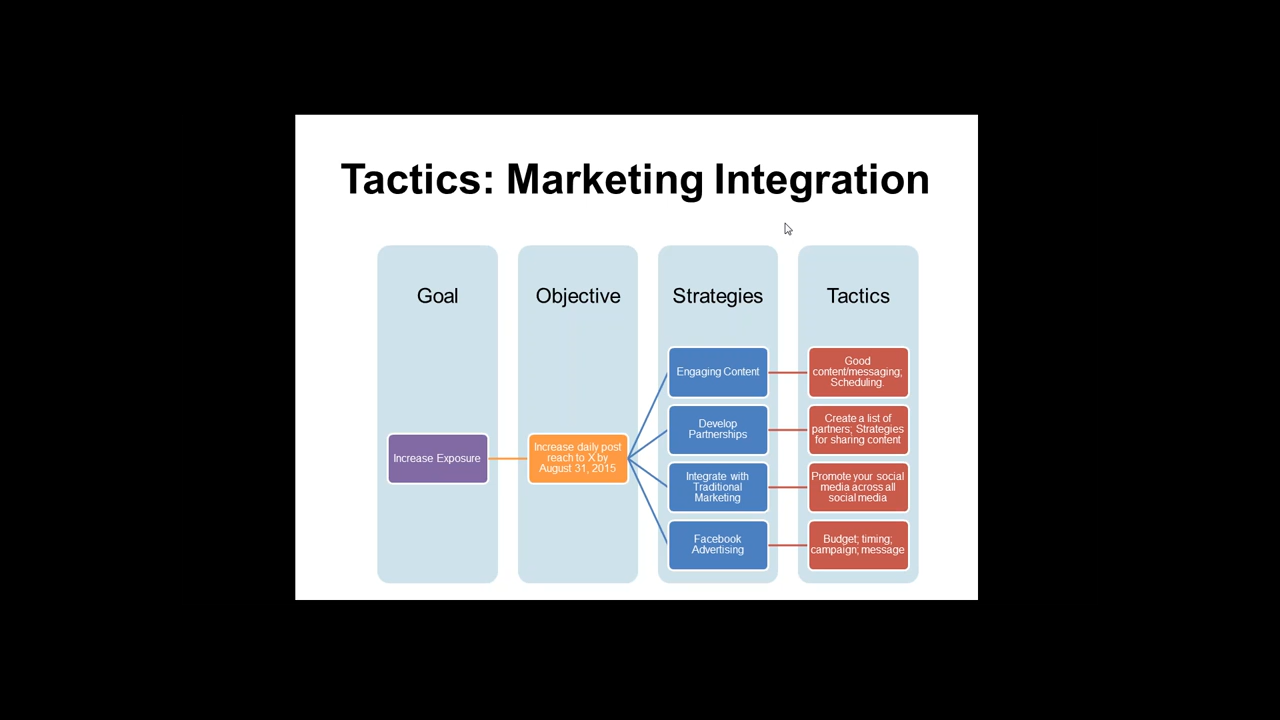 Tactics: Marketing Integration
Goal
Objective
Strategies
Tactics
Increase Exposure
Increase daily post
reach to X by
August 31, 2015
Engaging Content
Good
content/messaging;
Scheduling.
Develop
Partnerships
Create a list of
partners; Strategies
for sharing content
Integrate with
Traditional
Marketing
Promote your social
media across all
social media
Facebook
Advertising
Budget; timing;
campaign; message